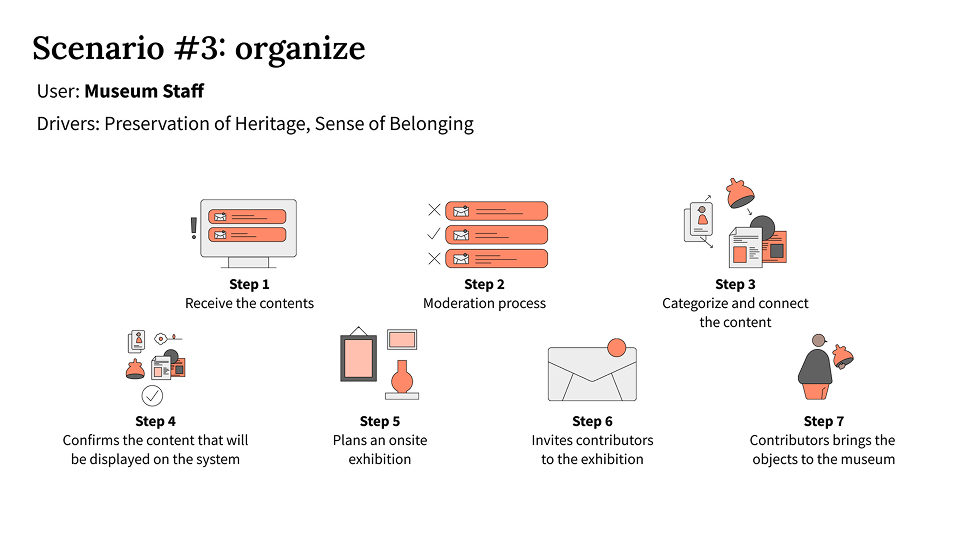 Scenario #3: organize
User: Museum Staff
Drivers: Preservation of Heritage, Sense of Belonging
Step 1
Receive the contents
Step 2
Moderation process
Step 3
Categorize and connect
the content
Step 4
Confirms the content that will
be displayed on the system
Step 5
Plans an onsite
exhibition
Step 6
Invites contributors
to the exhibition
Step 7
Contributors brings the
objects to the museum